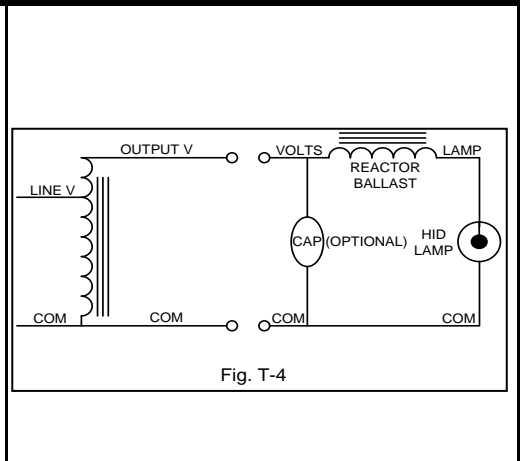 OUTPUT V
VOLTS
LAMP
REACTOR
BALLAST
LINE V
CAP
(OPTIONAL)
HID
LAMP
COM
COM
COM
COM
Fig. T-4